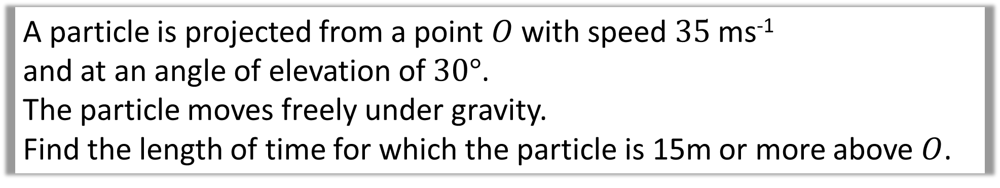 A particle is projected from a point O with speed 35 ms⁻¹
and at an angle of elevation of 30°.
The particle moves freely under gravity.
Find the length of time for which the particle is 15m or more above O.